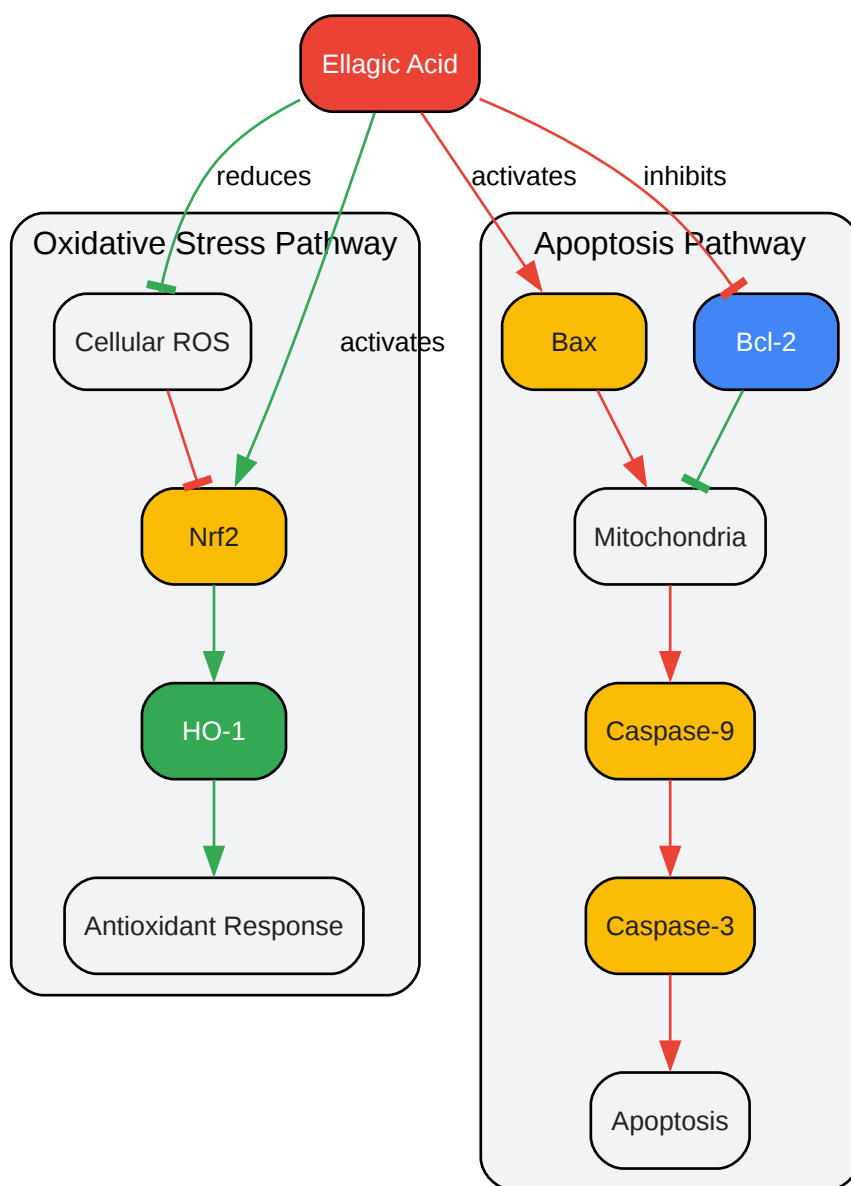 Ellagic Acid
reduces
activates
inhibits
Oxidative Stress Pathway
Apoptosis Pathway
Cellular ROS
activates
Bax
Bcl-2
Nrf2
Mitochondria
HO-1
Caspase-9
Antioxidant Response
Caspase-3
Apoptosis